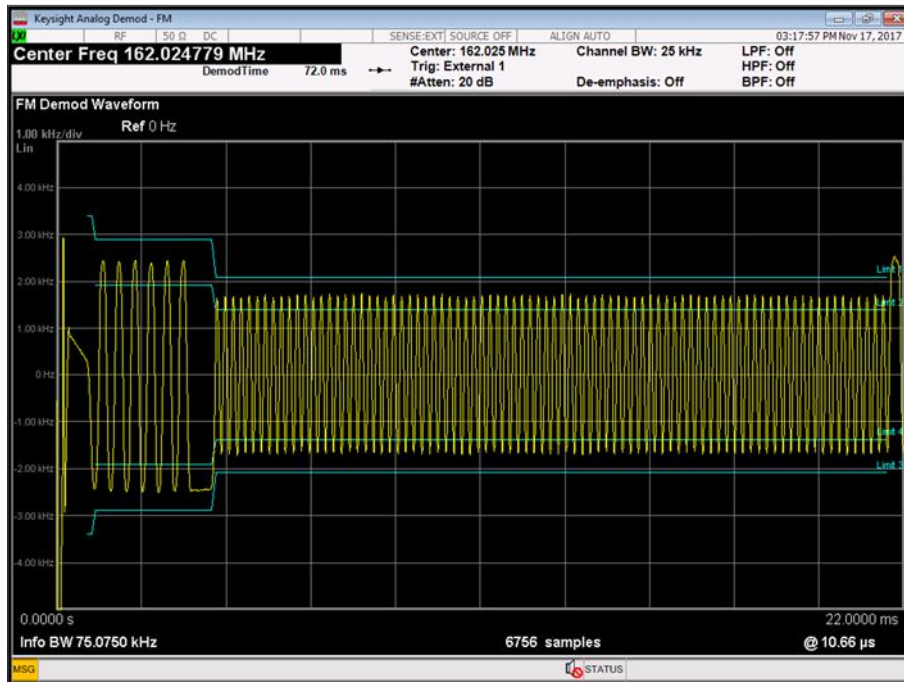 Keysight Analog Demod - FM
LXI RF 50 Ω DC SENSE:EXT SOURCE OFF ALIGN AUTO 03:17:57 PM Nov 17, 2017
Center Freq 162.024779 MHz Center: 162.025 MHz Channel BW: 25 kHz LPF: Off
DemodTime 72.0 ms Trig: External 1 HPF: Off
#Atten: 20 dB De-emphasis: Off BPF: Off
FM Demod Waveform
1.00 kHz/div Ref 0 Hz
Lin
4.00 kHz
3.00 kHz
Limit 1
2.00 kHz
Limit 2
1.00 kHz
0 Hz
-1.00 kHz
Limit 4
-2.00 kHz
Limit 3
-3.00 kHz
-4.00 kHz
0.0000 s 22.0000 ms
Info BW 75.0750 kHz 6756 samples @ 10.66 µs
MSG STATUS